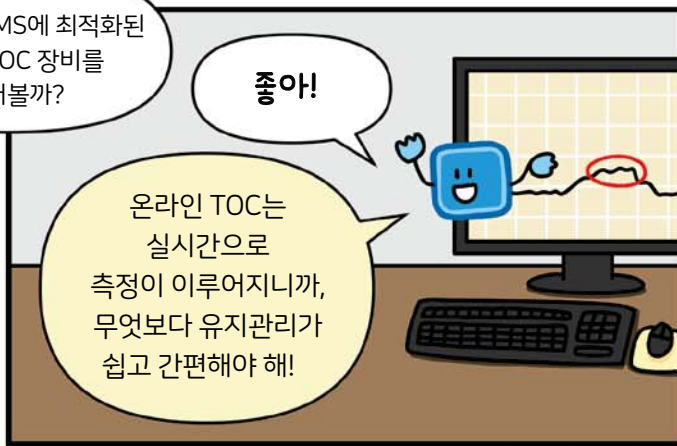 MS에 최적화된
OC 장비를
볼까?
좋아!
온라인 TOC는
실시간으로
측정이 이루어지니까,
무엇보다 유지관리가
쉽고 간편해야 해!